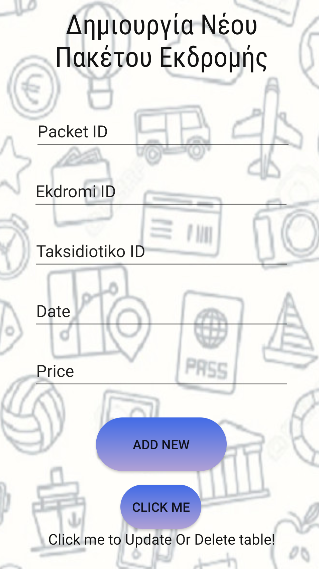 Δημιουργία Νέου
Πακέτου Εκδρομής
Packet ID
Ekdromi ID
Taksidiotiko ID
Date
PASS
Price
ADD NEW
CLICK ME
Click me to Update Or Delete table!